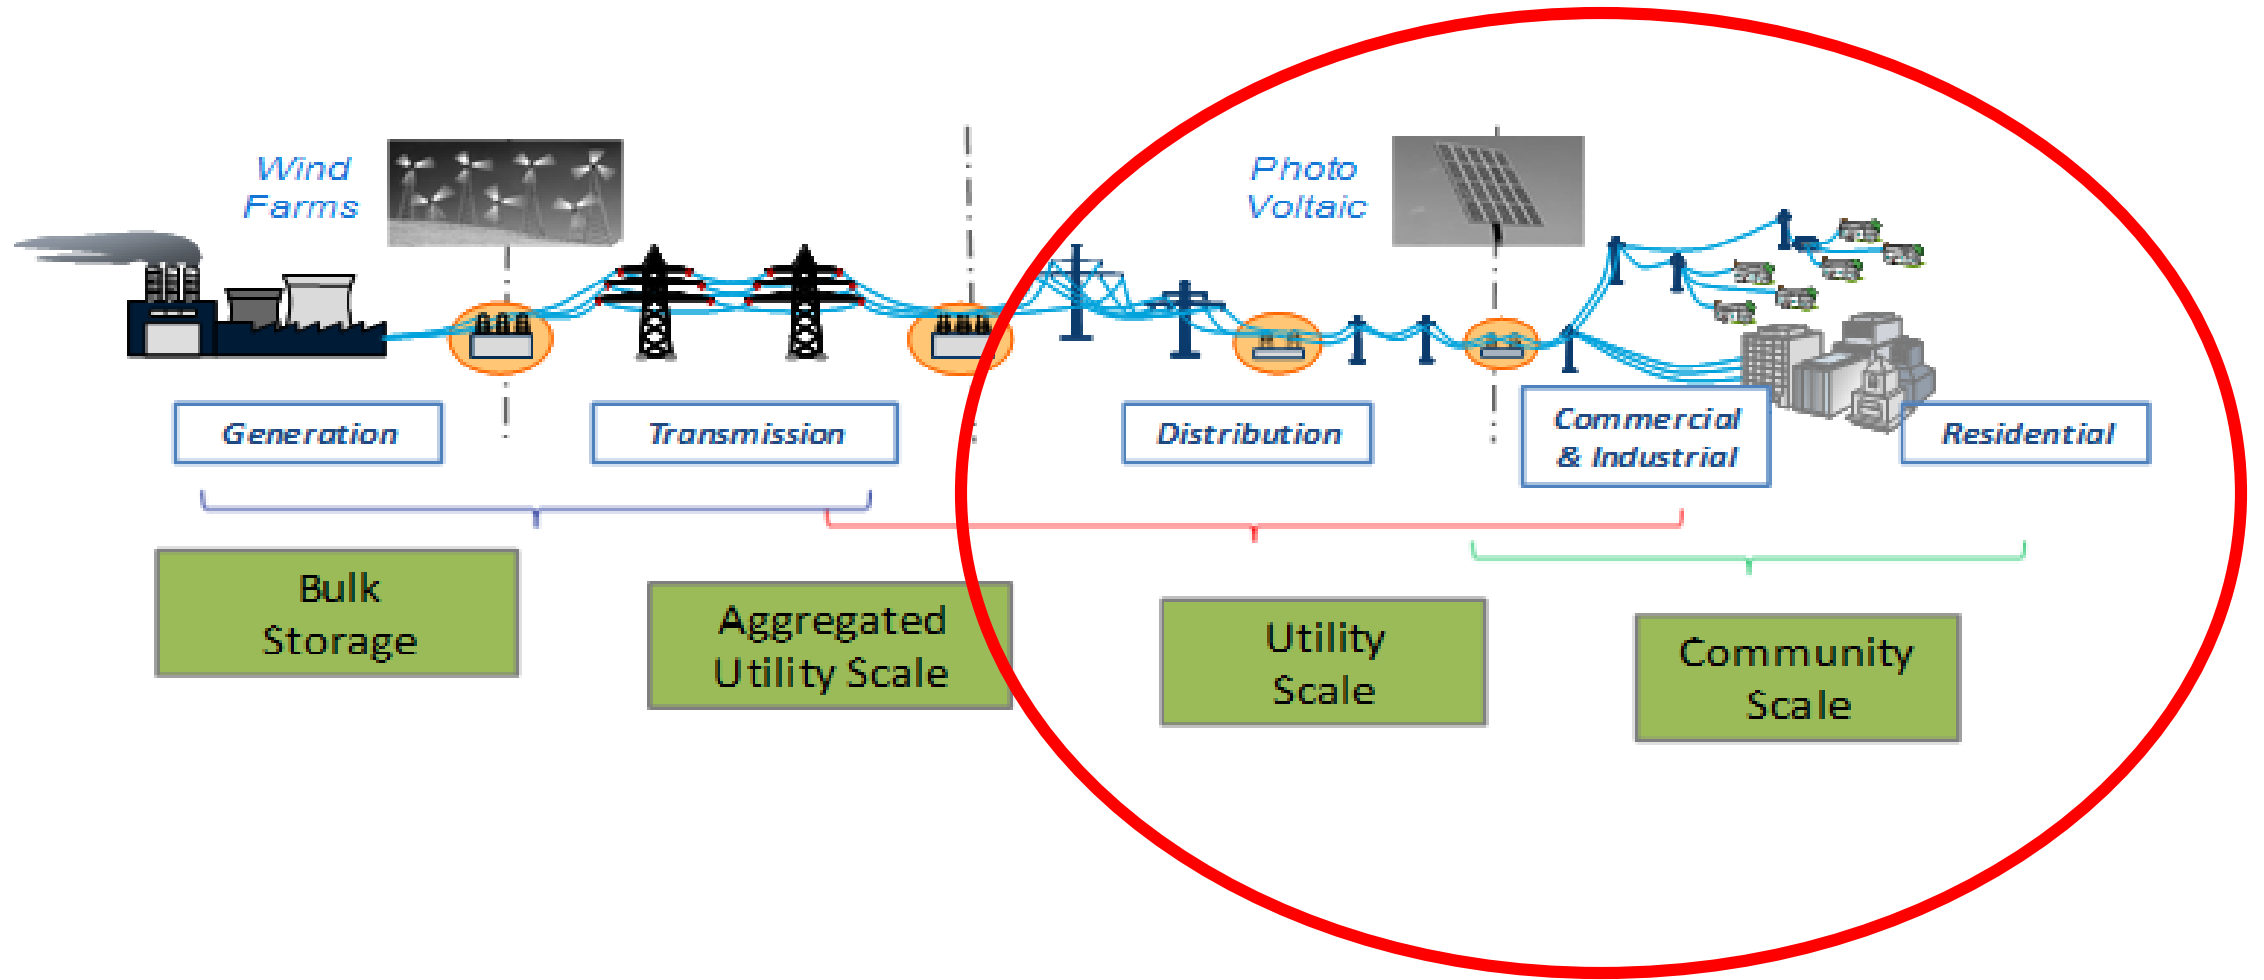 Wind
Farms
Photo
Voltaic
Generation
Transmission
Distribution
Commercial
& Industrial
Residential
Bulk
Storage
Aggregated
Utility Scale
Utility
Scale
Community
Scale